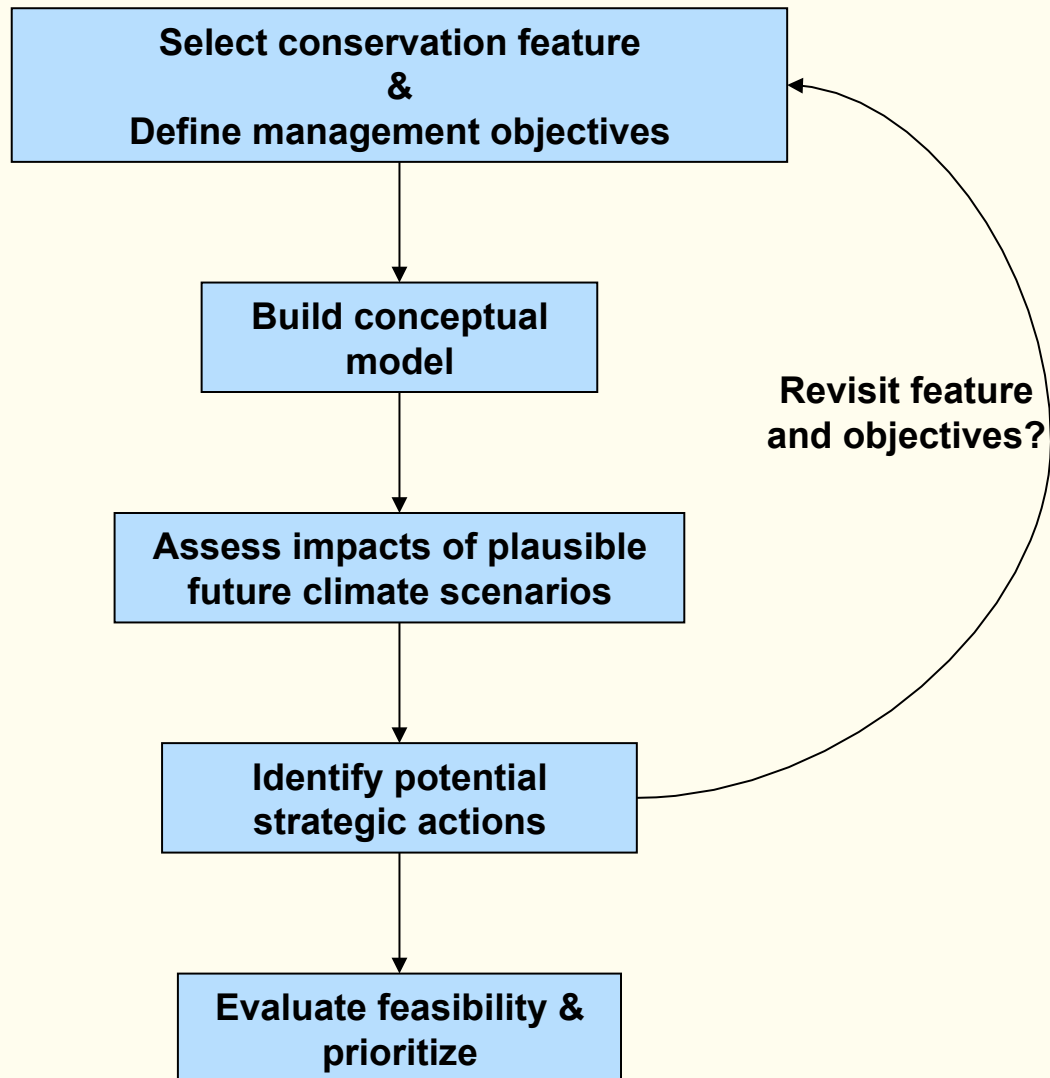 Select conservation feature
&
Define management objectives
Build conceptual
model
Revisit feature
and objectives?
Assess impacts of plausible
future climate scenarios
Identify potential
strategic actions
Evaluate feasibility &
prioritize